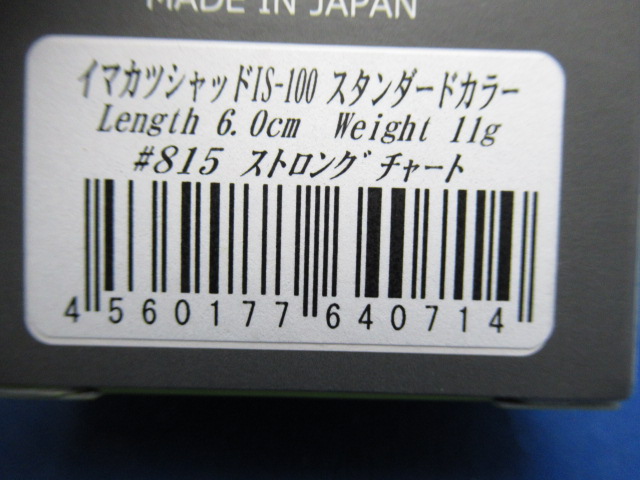 MADE IN JAPAN
イマカツシャッドIS-100 スタンダードカラー
Length 6.0cm Weight 11g
#815 ストロングチャート
4 560177 640714